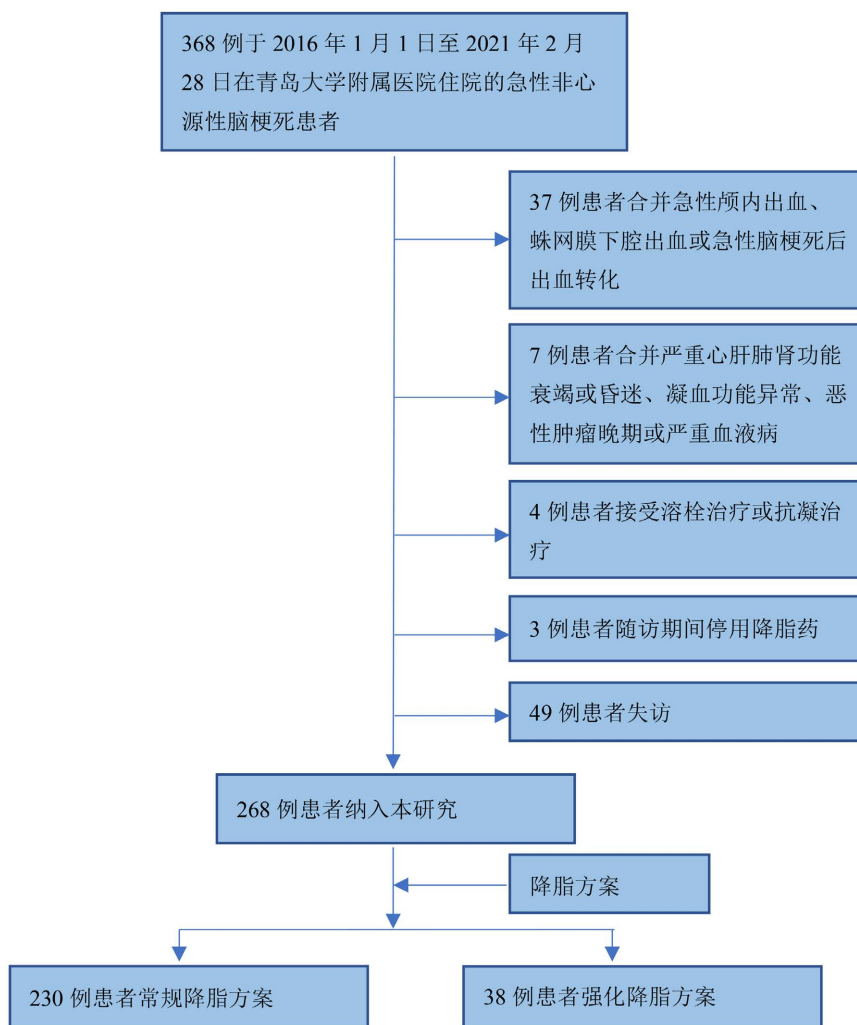 368 例于 2016 年 1 月 1 日至 2021 年 2 月
28 日在青岛大学附属医院住院的急性非心
源性脑梗死患者
37 例患者合并急性颅内出血、
蛛网膜下腔出血或急性脑梗死后
出血转化
7 例患者合并严重心肝肺肾功能
衰竭或昏迷、凝血功能异常、恶
性肿瘤晚期或严重血液病
4 例患者接受溶栓治疗或抗凝治
疗
3 例患者随访期间停用降脂药
49 例患者失访
268 例患者纳入本研究
降脂方案
230 例患者常规降脂方案
38 例患者强化降脂方案